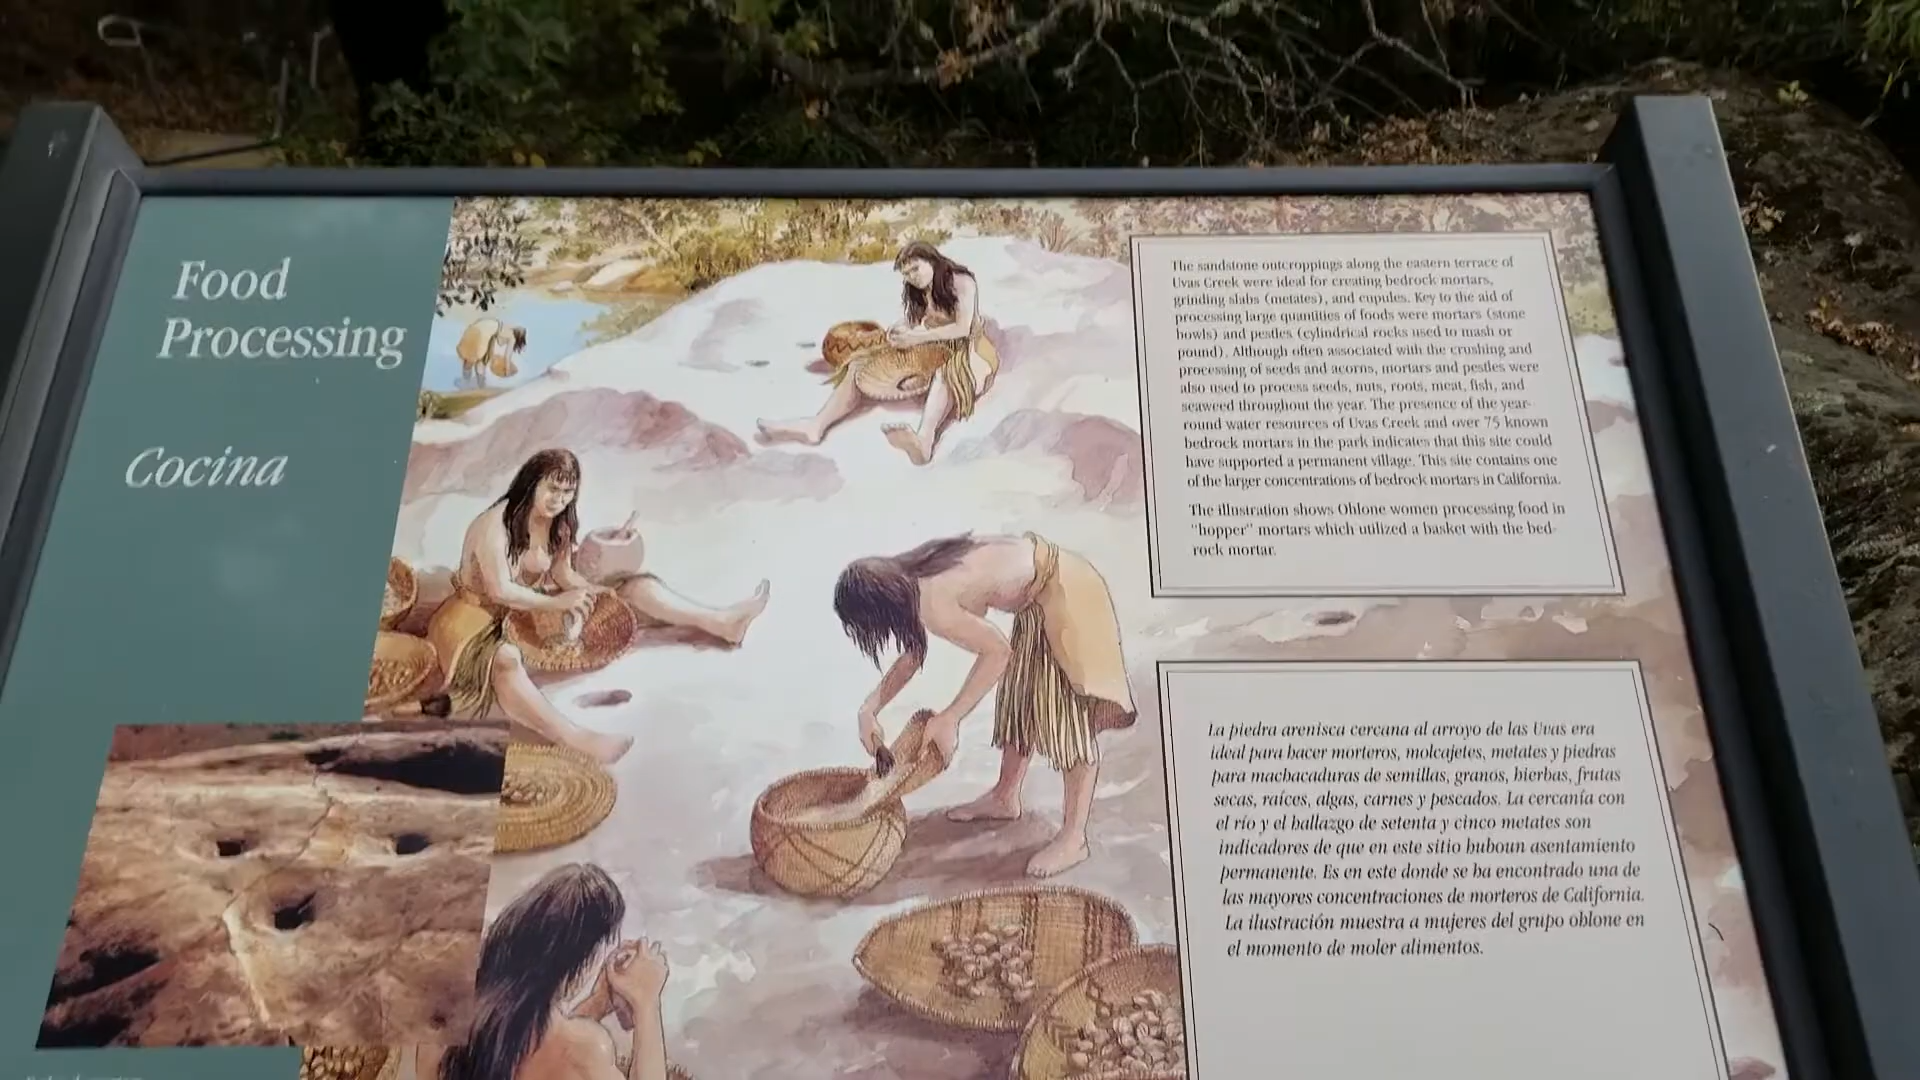 Food
Processing
Cocina
The sandstone outcroppings along the eastern terrace of
Uvas Creek were ideal for creating bedrock mortars,
grinding slabs (metates), and cupules. Key to the aid of
processing large quantities of foods were mortars (stone
bowls) and pestles (cylindrical rocks used to mash or
pound). Although often associated with the crushing and
processing of seeds and acorns, mortars and pestles were
also used to process seeds, nuts, roots, meat, fish, and
seaweed throughout the year. The presence of the year-
round water resources of Uvas Creek and over 75 known
bedrock mortars in the park indicates that this site could
have supported a permanent village. This site contains one
of the larger concentrations of bedrock mortars in California.
The illustration shows Ohlone women processing food in
"hopper" mortars which utilized a basket with the bed-
rock mortar.
La piedra arenisca cercana al arroyo de las Uvas era
ideal para hacer morteros, molcajetes, metates y piedras
para machacaduras de semillas, granos, hierbas, frutas
secas, raíces, algas, carnes y pescados. La cercanía con
el río y el hallazgo de setenta y cinco metates son
indicadores de que en este sitio huboun asentamiento
permanente. Es en este donde se ha encontrado una de
las mayores concentraciones de morteros de California.
La ilustración muestra a mujeres del grupo ohlone en
el momento de moler alimentos.